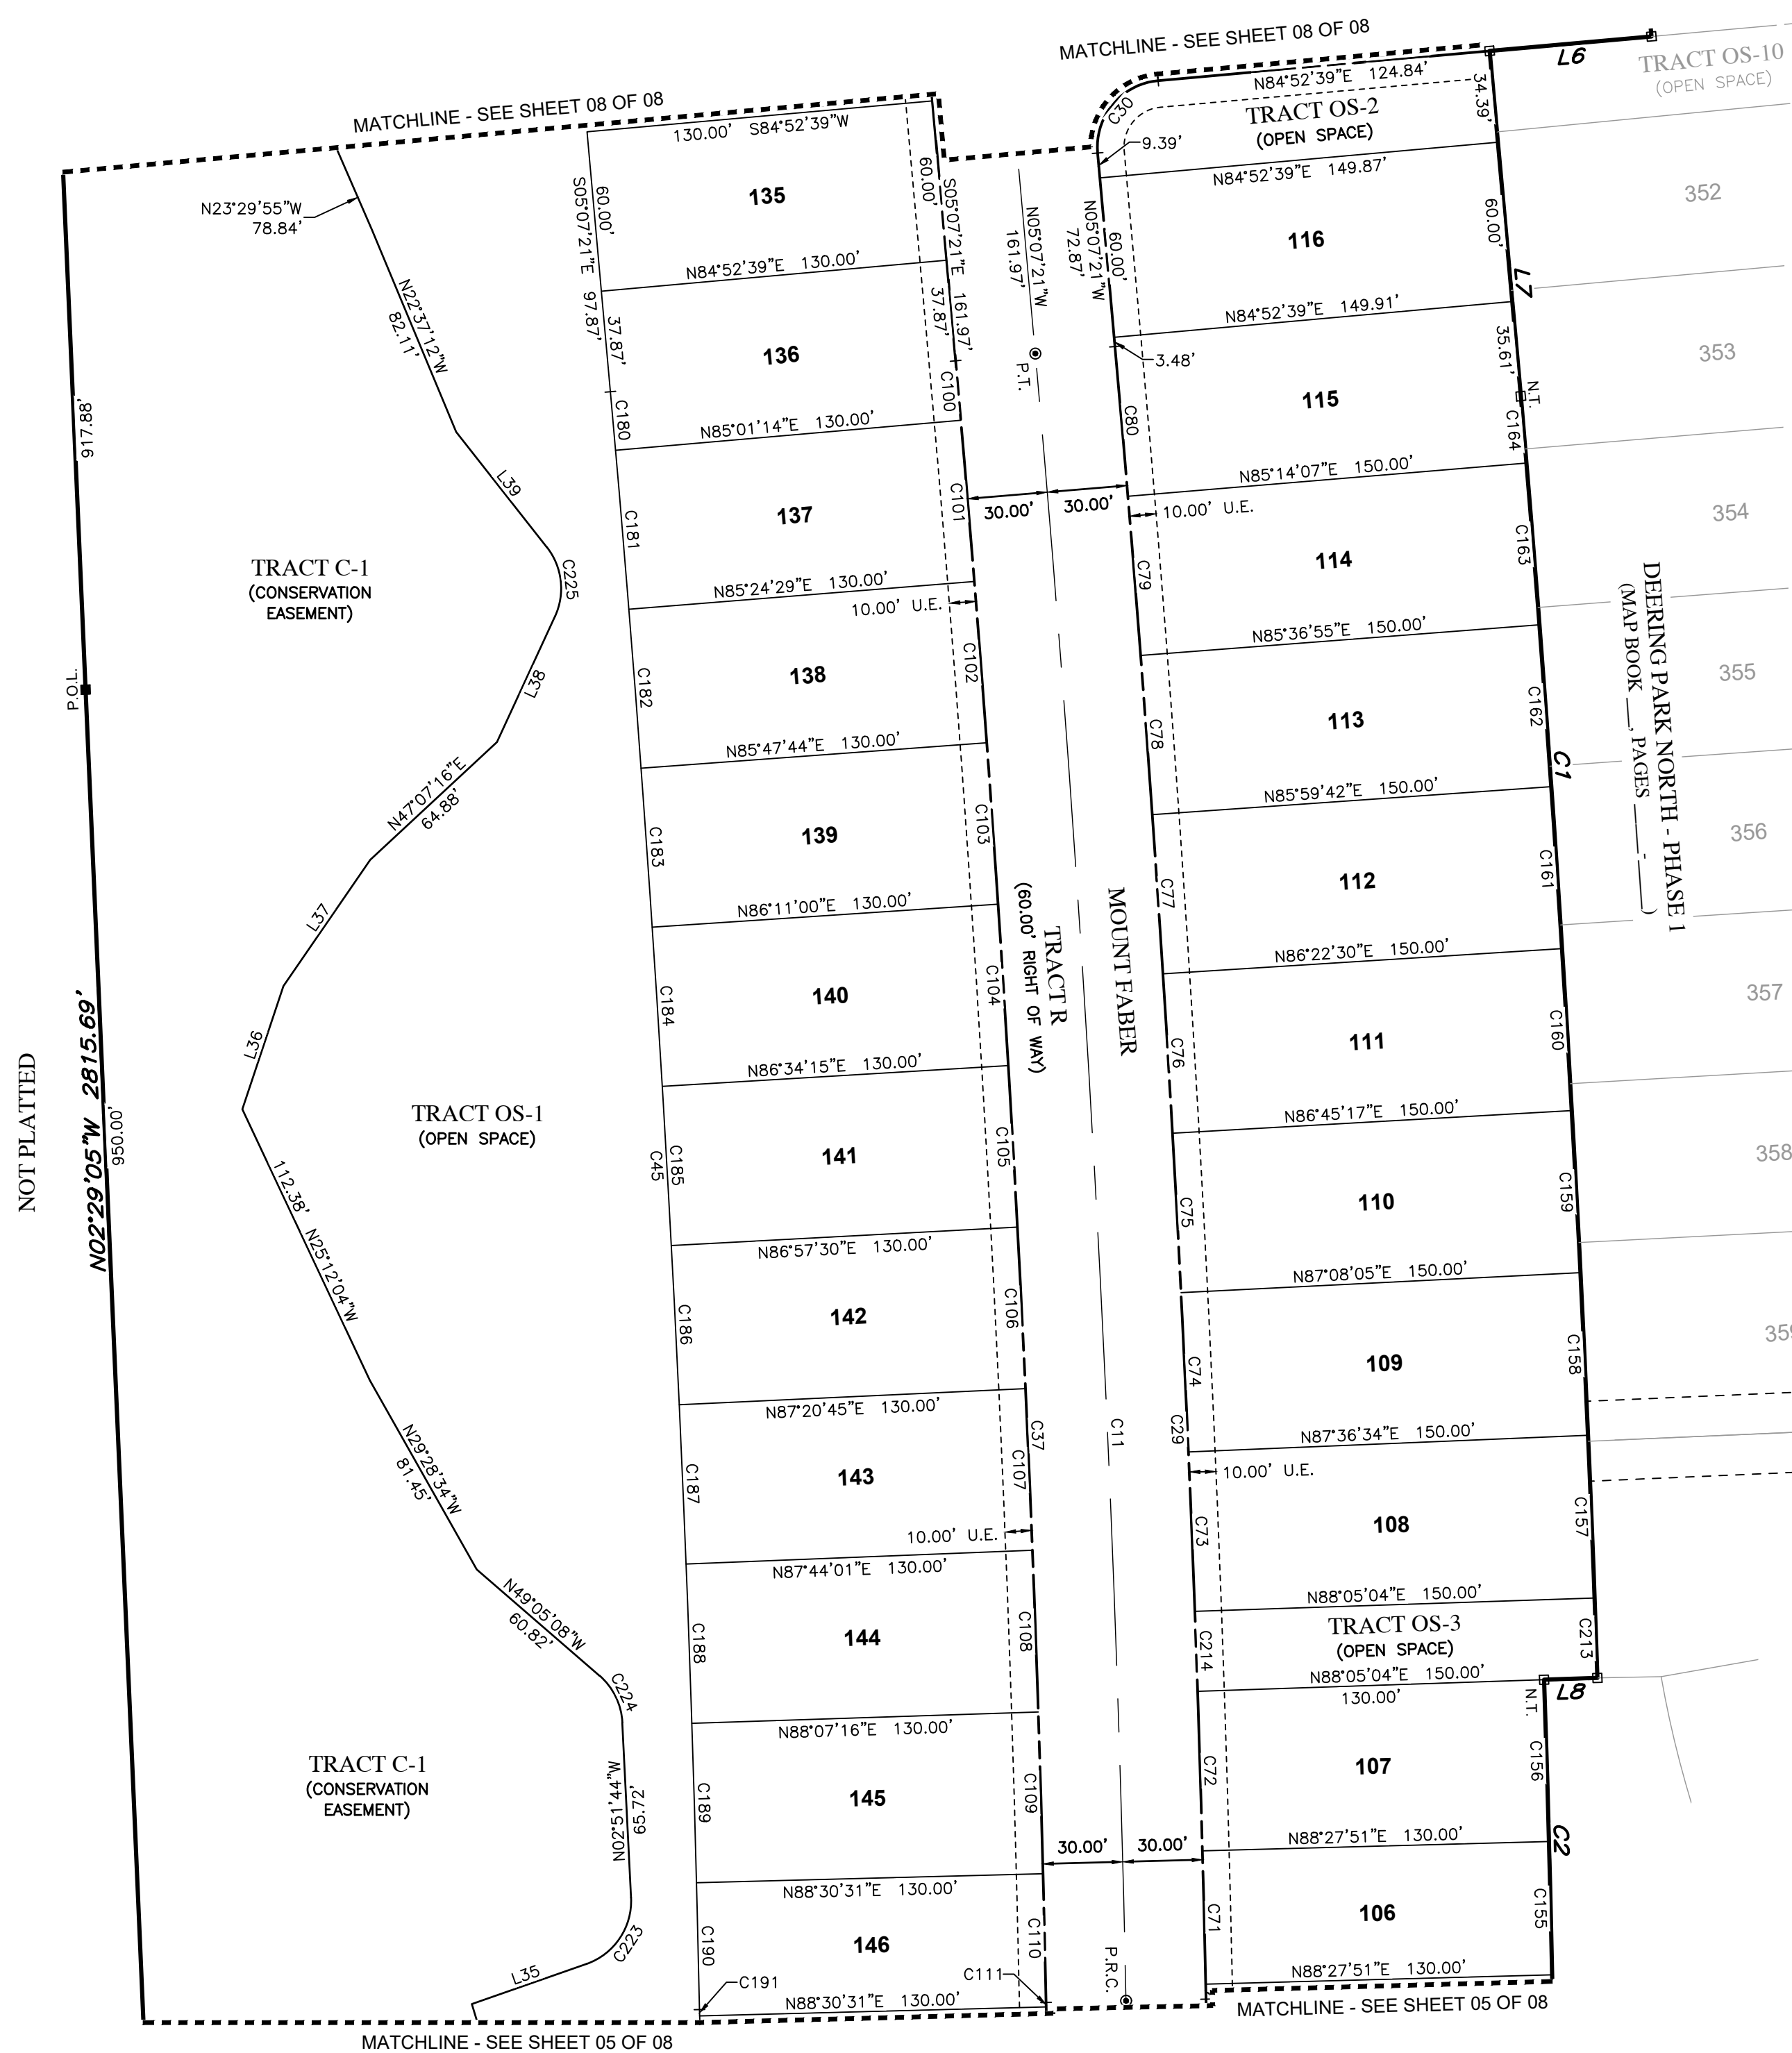 MATCHLINE - SEE SHEET 08 OF 08
L6
TRACT OS-10
(OPEN SPACE)
N84°52'39"E 124.84'
34.39'
C30
TRACT OS-2
(OPEN SPACE)
9.39'
N84°52'39"E 149.87'
MATCHLINE - SEE SHEET 08 OF 08
130.00' S84°52'39"W
N23°29'55"W
78.84'
S05°07'21"E 97.87'
60.00'
135
60.00'
S05°07'21"E 161.97'
N05°07'21"W
161.97'
N05°07'21"W
72.87'
60.00'
116
60.00'
352
L7
N84°52'39"E 130.00'
N84°52'39"E 149.91'
N22°37'12"W
82.11'
37.87'
136
37.87'
P.T.
3.48'
35.61'
353
N.T.
917.88'
C180
C100
C80
115
C164
N85°01'14"E 130.00'
N85°14'07"E 150.00'
L39
C181
137
C101
30.00'
30.00'
10.00' U.E.
354
TRACT C-1
(CONSERVATION
EASEMENT)
C225
C79
114
C163
N85°24'29"E 130.00'
10.00' U.E.
N85°36'55"E 150.00'
DEERING PARK NORTH - PHASE 1
(MAP BOOK ___, PAGES _____-_____)
P.O.L.
L38
C182
138
C102
C78
113
C162
355
N85°47'44"E 130.00'
N85°59'42"E 150.00'
C1
N47°07'16"E
64.88'
C183
139
C103
C77
112
C161
356
N86°11'00"E 130.00'
TRACT R
(60.00' RIGHT OF WAY)
MOUNT FABER
N86°22'30"E 150.00'
L37
C184
140
C104
C76
111
C160
357
L36
N86°34'15"E 130.00'
N86°45'17"E 150.00'
NOT PLATTED
N02°29'05"W 2815.69'
950.00'
TRACT OS-1
(OPEN SPACE)
C45
C185
141
C105
C75
110
C159
358
112.38' N25°12'04"W
N86°57'30"E 130.00'
N87°08'05"E 150.00'
C186
142
C106
C74
109
C158
N87°20'45"E 130.00'
C37
C11
C29
N87°36'34"E 150.00'
N29°28'34"W
81.45'
C187
143
C107
10.00' U.E.
10.00' U.E.
C73
108
C157
N87°44'01"E 130.00'
N88°05'04"E 150.00'
N49°05'08"W
60.82'
C188
144
C108
C214
TRACT OS-3
(OPEN SPACE)
C213
N88°05'04"E 150.00'
L8
C224
130.00'
N.T.
N88°07'16"E 130.00'
TRACT C-1
(CONSERVATION
EASEMENT)
N02°51'44"W
65.72'
C189
145
C109
C72
107
C156
30.00'
30.00'
N88°27'51"E 130.00'
C2
N88°30'31"E 130.00'
C223
C190
146
C110
P.R.C.
C71
106
C155
L35
C191
C111
N88°27'51"E 130.00'
N88°30'31"E 130.00'
MATCHLINE - SEE SHEET 05 OF 08
MATCHLINE - SEE SHEET 05 OF 08